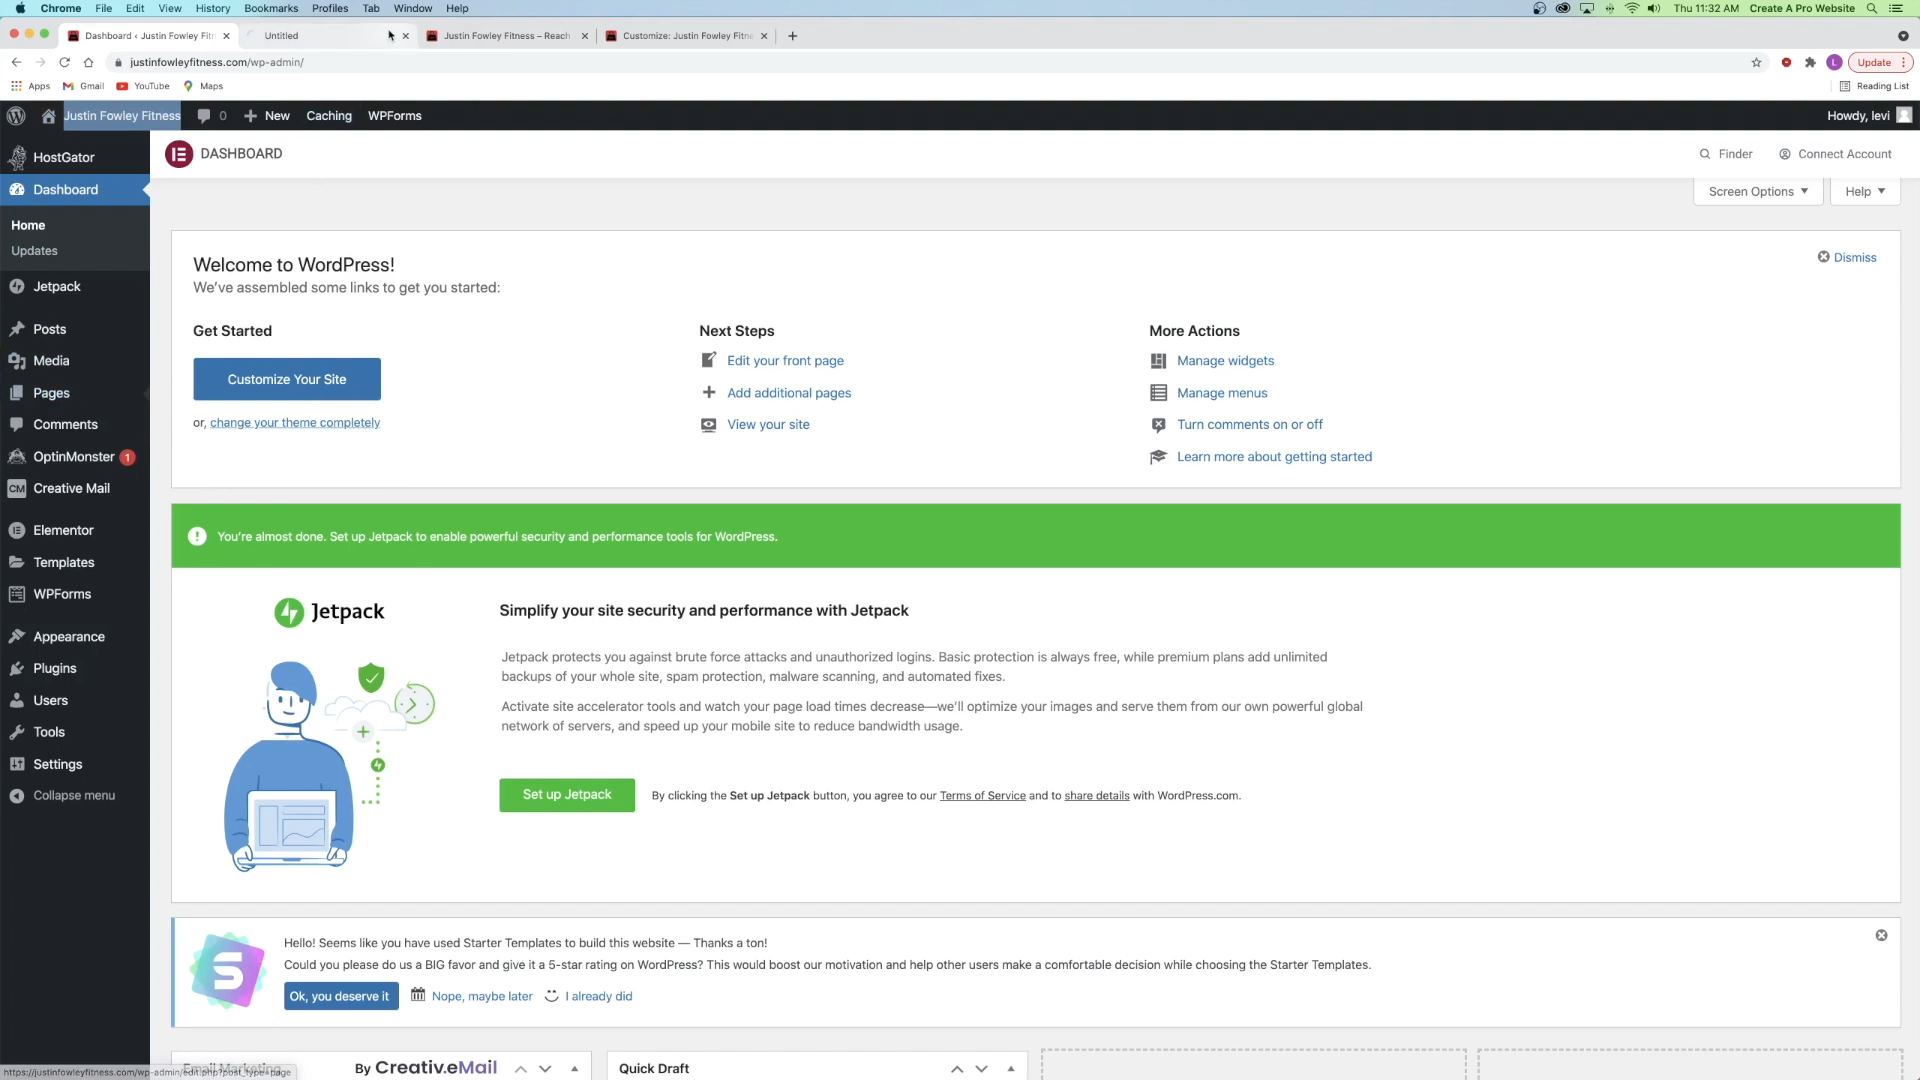 Chrome File Edit View History Bookmarks Profiles Tab Window Help
Thu 11:32 AM Create A Pro Website
Dashboard ‹ Justin Fowley Fitn
Untitled
Justin Fowley Fitness – Reach
Customize: Justin Fowley Fitne
justinfowleyfitness.com/wp-admin/
L
Update
Apps Gmail YouTube Maps
Reading List
Justin Fowley Fitness 0 New Caching WPForms
Howdy, levi
HostGator
Dashboard
Home
Updates
Jetpack
Posts
Media
Pages
Comments
OptinMonster 1
CM Creative Mail
Elementor
Templates
WPForms
Appearance
Plugins
Users
Tools
Settings
Collapse menu
DASHBOARD
Finder
Connect Account
Screen Options
Help
Welcome to WordPress!
We've assembled some links to get you started:
Dismiss
Get Started
Customize Your Site
or, change your theme completely
Next Steps
Edit your front page
Add additional pages
View your site
More Actions
Manage widgets
Manage menus
Turn comments on or off
Learn more about getting started
You're almost done. Set up Jetpack to enable powerful security and performance tools for WordPress.
Jetpack
Simplify your site security and performance with Jetpack
Jetpack protects you against brute force attacks and unauthorized logins. Basic protection is always free, while premium plans add unlimited
backups of your whole site, spam protection, malware scanning, and automated fixes.
Activate site accelerator tools and watch your page load times decrease—we'll optimize your images and serve them from our own powerful global
network of servers, and speed up your mobile site to reduce bandwidth usage.
Set up Jetpack
By clicking the Set up Jetpack button, you agree to our Terms of Service and to share details with WordPress.com.
Hello! Seems like you have used Starter Templates to build this website — Thanks a ton!
Could you please do us a BIG favor and give it a 5-star rating on WordPress? This would boost our motivation and help other users make a comfortable decision while choosing the Starter Templates.
Ok, you deserve it
Nope, maybe later
I already did
Email Marketing
By Creativ.eMail
Quick Draft
https://justinfowleyfitness.com/wp-admin/edit.php?post_type=page